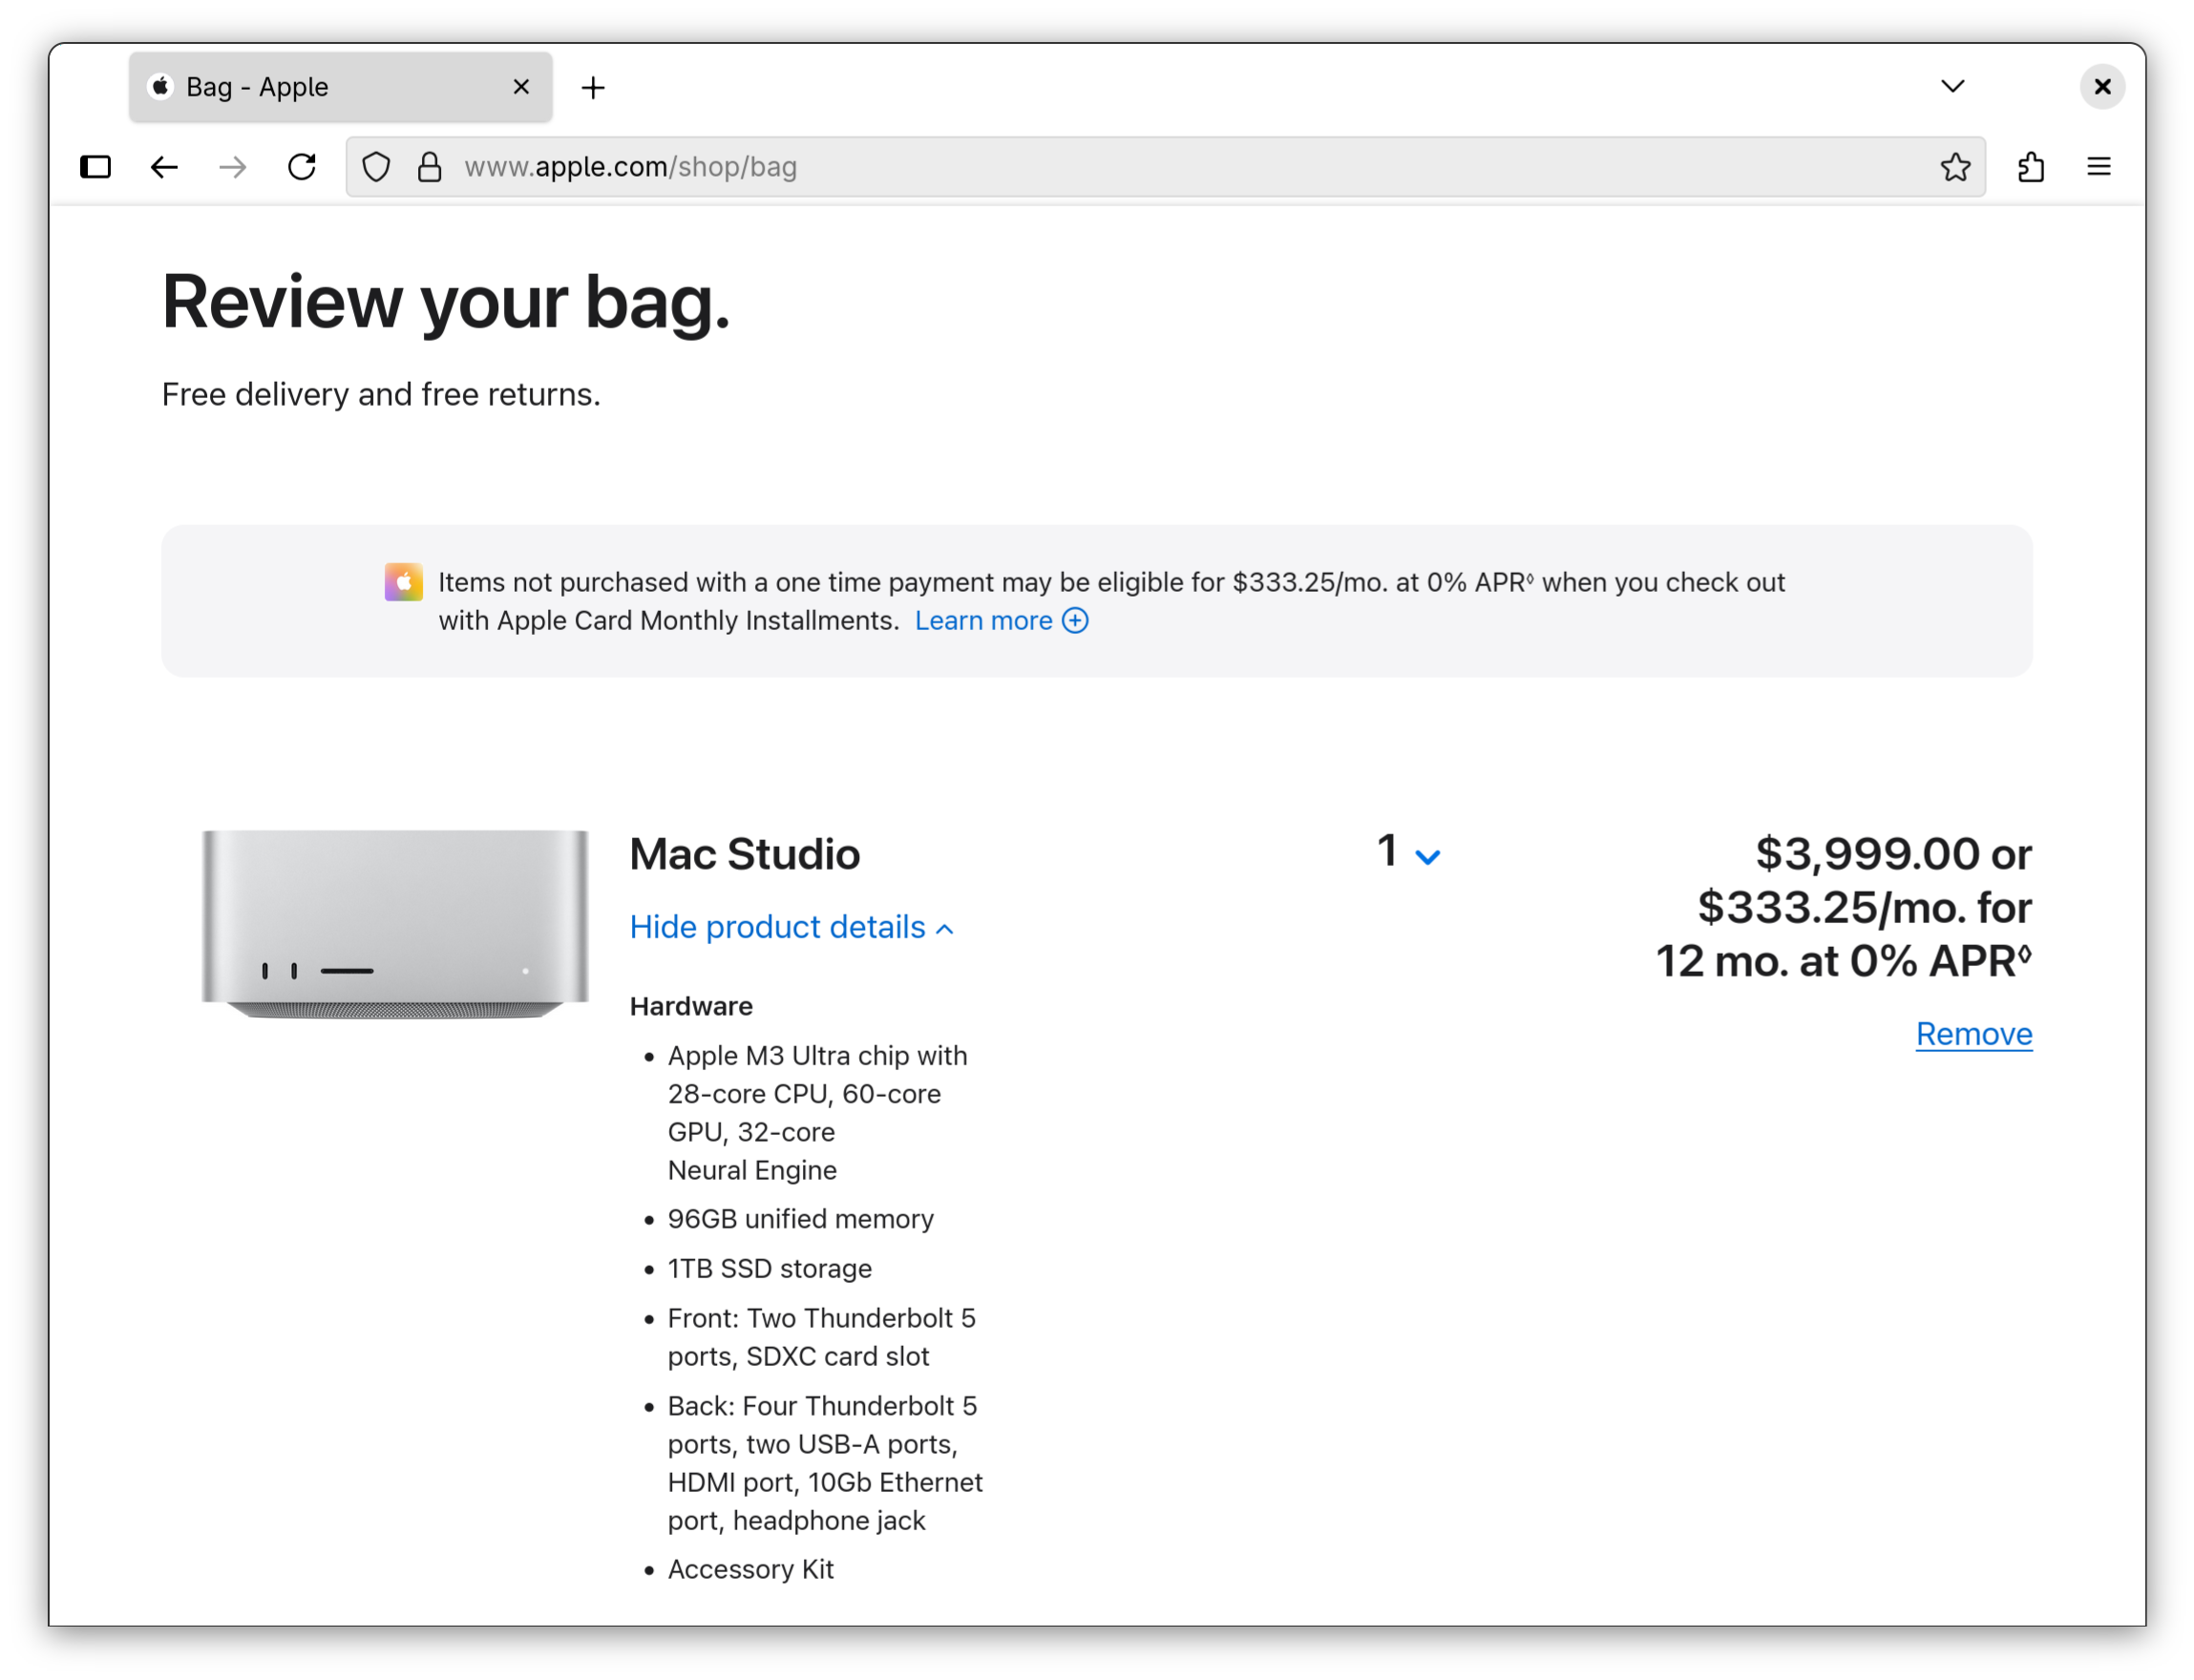 Bag - Apple
www.apple.com/shop/bag
Review your bag.
Free delivery and free returns.
Items not purchased with a one time payment may be eligible for $333.25/mo. at 0% APR◊ when you check out
with Apple Card Monthly Installments. Learn more
Mac Studio
1
$3,999.00 or
$333.25/mo. for
12 mo. at 0% APR◊
Remove
Hide product details
Hardware
• Apple M3 Ultra chip with
28-core CPU, 60-core
GPU, 32-core
Neural Engine
• 96GB unified memory
• 1TB SSD storage
• Front: Two Thunderbolt 5
ports, SDXC card slot
• Back: Four Thunderbolt 5
ports, two USB-A ports,
HDMI port, 10Gb Ethernet
port, headphone jack
• Accessory Kit